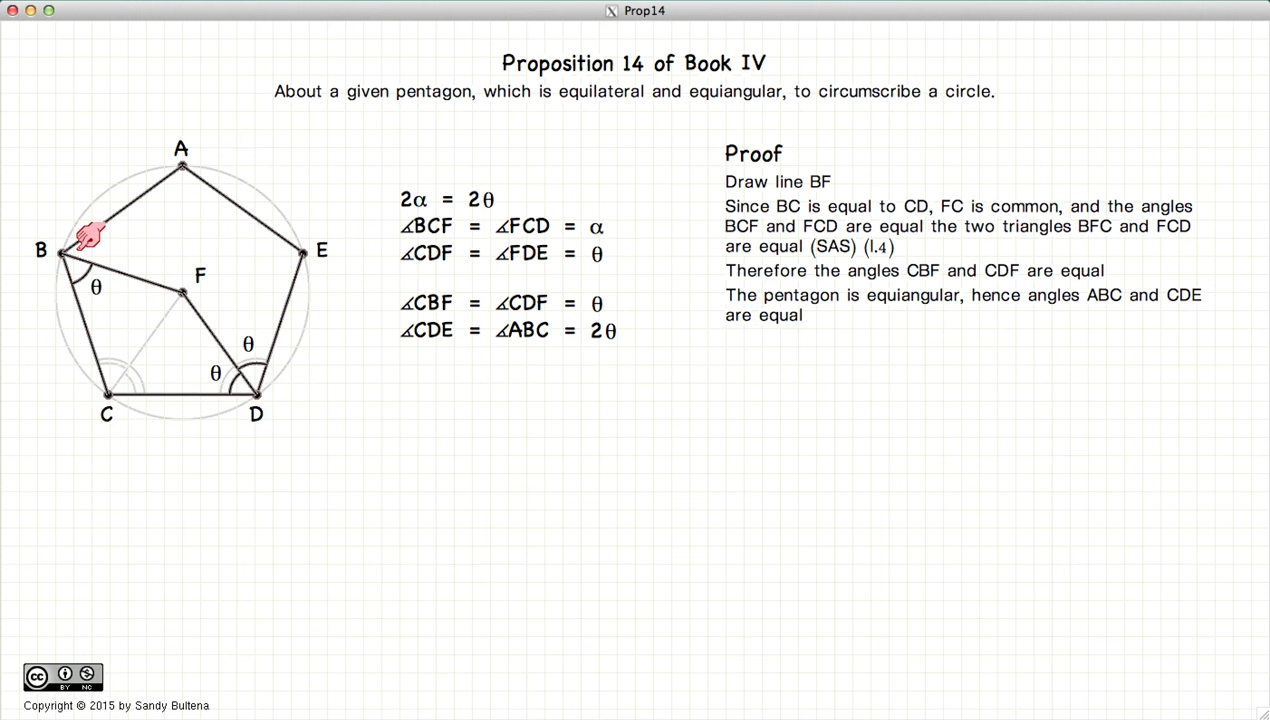 Prop14
Proposition 14 of Book IV
About a given pentagon, which is equilateral and equiangular, to circumscribe a circle.
A
B
E
F
θ
θ
θ
C
D
2α = 2θ
∡BCF = ∡FCD = α
∡CDF = ∡FDE = θ
∡CBF = ∡CDF = θ
∡CDE = ∡ABC = 2θ
Proof
Draw line BF
Since BC is equal to CD, FC is common, and the angles
BCF and FCD are equal the two triangles BFC and FCD
are equal (SAS) (I.4)
Therefore the angles CBF and CDF are equal
The pentagon is equiangular, hence angles ABC and CDE
are equal
cc
BY NC
Copyright © 2015 by Sandy Bultena